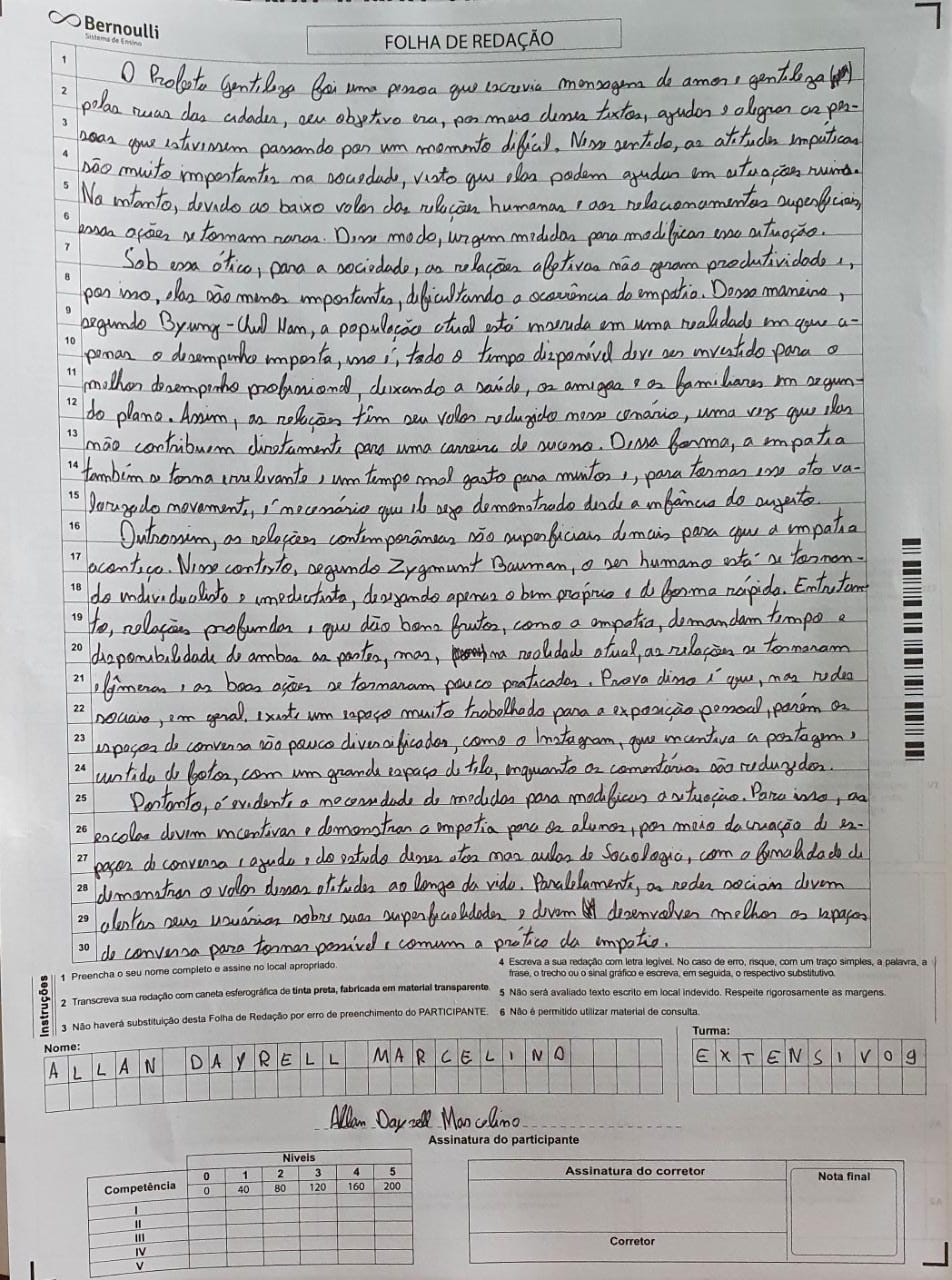 Bernoulli
Sistema de Ensino
FOLHA DE REDAÇÃO
1 O Profeta Gentileza foi uma pessoa que escrevia mensagens de amor e gentileza
2 pelas ruas das cidades, seu objetivo era, por meio desses textos, ajudar e alegrar as pes-
3 soas que estivessem passando por um momento difícil. Nesse sentido, as atitudes empáticas
4 são muito importantes na sociedade, visto que elas podem ajudar em situações ruins.
5 No entanto, devido ao baixo valor das relações humanas e aos relacionamentos superficiais,
6 essas ações se tornam raras. Desse modo, urgem medidas para modificar essa situação.
7 Sob essa ótica, para a sociedade, as relações afetivas não geram produtividade e,
8 por isso, elas são menos importantes, dificultando a ocorrência da empatia. Dessa maneira,
9 segundo Byung-Chul Han, a população atual está inserida em uma realidade em que a-
10 penas o desempenho importa, isso é, todo o tempo disponível deve ser investido para o
11 melhor desempenho profissional, deixando a saúde, os amigos e os familiares em segun-
12 do plano. Assim, as relações têm seu valor reduzido nesse cenário, uma vez que elas
13 não contribuem diretamente para uma carreira de sucesso. Dessa forma, a empatia
14 também se torna irrelevante e um tempo mal gasto para muitos e, para tornar esse ato va-
15 lorizado novamente, é necessário que ele seja demonstrado desde a infância do sujeito.
16 Outrossim, as relações contemporâneas são superficiais demais para que a empatia
17 aconteça. Nesse contexto, segundo Zygmunt Bauman, o ser humano está se tornan-
18 do individualista e imediatista, desejando apenas o bem próprio e de forma rápida. Entretan-
19 to, relações profundas e que dão bons frutos, como a empatia, demandam tempo e
20 disponibilidade de ambas as partes, mas, na realidade atual, as relações se tornaram
21 efêmeras e as boas ações se tornaram pouco praticadas. Prova disso é que, nas redes
22 sociais, em geral, existe um espaço muito trabalhado para a exposição pessoal, porém os
23 espaços de conversa são pouco diversificados, como o Instagram, que incentiva a postagem e
24 curtida de fotos, com um grande espaço de tela, enquanto os comentários são reduzidos.
25 Portanto, é evidente a necessidade de medidas para modificar a situação. Para isso, as
26 escolas devem incentivar e demonstrar a empatia para os alunos, por meio da criação de es-
27 paços de conversa e ajuda e do estudo desses atos nas aulas de Sociologia, com a finalidade de
28 demonstrar o valor dessas atitudes ao longo da vida. Paralelamente, as redes sociais devem
29 alertar seus usuários sobre suas superficialidades e devem desenvolver melhor os espaços
30 de conversa para tornar possível e comum a prática da empatia.
Instruções
1 Preencha o seu nome completo e assine no local apropriado.
2 Transcreva sua redação com caneta esferográfica de tinta preta, fabricada em material transparente.
3 Não haverá substituição desta Folha de Redação por erro de preenchimento do PARTICIPANTE.
4 Escreva a sua redação com letra legível. No caso de erro, risque, com um traço simples, a palavra, a
frase, o trecho ou o sinal gráfico e escreva, em seguida, o respectivo substitutivo.
5 Não será avaliado texto escrito em local indevido. Respeite rigorosamente as margens.
6 Não é permitido utilizar material de consulta.
Nome:
ALLAN DAYRELL MARCELINO
Turma:
EXTENSIVO9
Allan Dayrell Marcelino
Assinatura do participante
Competência Níveis
0 1 2 3 4 5
0 40 80 120 160 200
I
II
III
IV
V
Assinatura do corretor
Corretor
Nota final